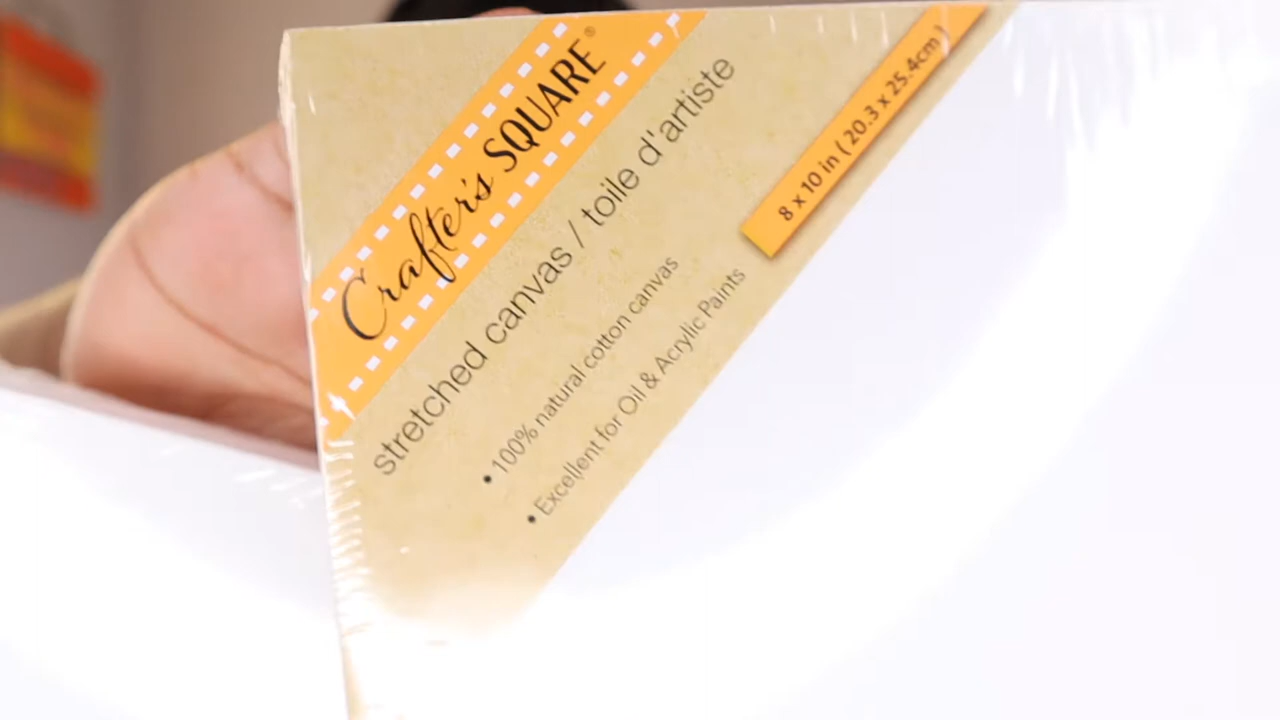 Crafter's SQUARE®
stretched canvas / toile d'artiste
8 x 10 in ( 20.3 x 25.4cm )
• 100% natural cotton canvas
• Excellent for Oil & Acrylic Paints